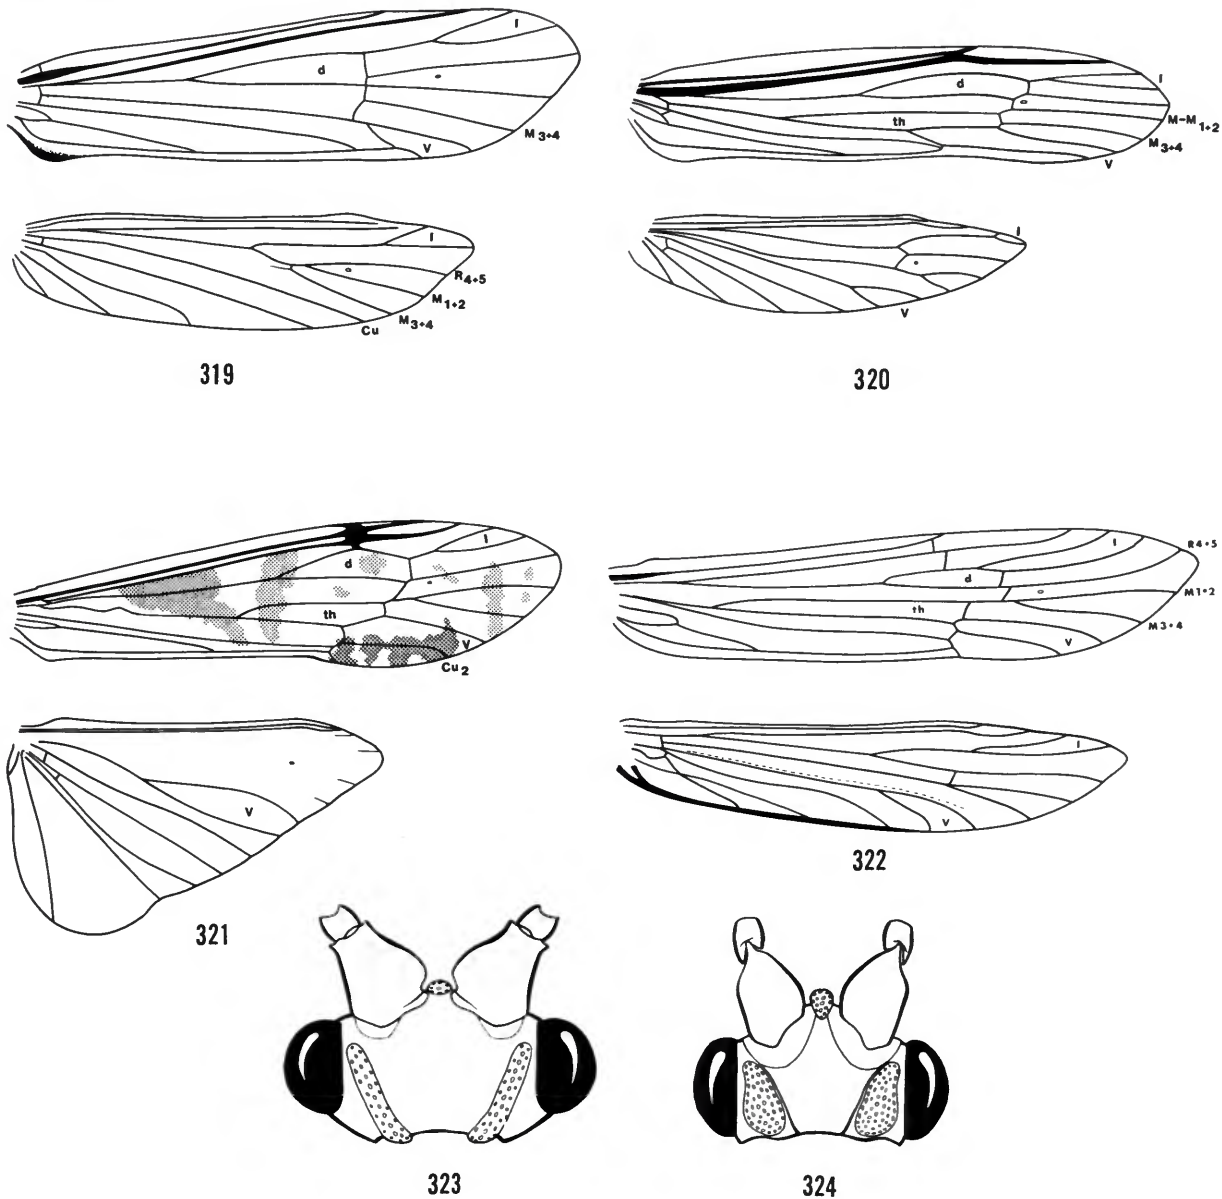 I
d
V
M3+4
I
R4+5
M1+2
M3+4
Cu
319
d
th
I
M-M1+2
M3+4
V
I
V
320
I
d
th
V
Cu2
V
321
I
d
th
V
R4+5
M1+2
M3+4
I
V
322
323
324